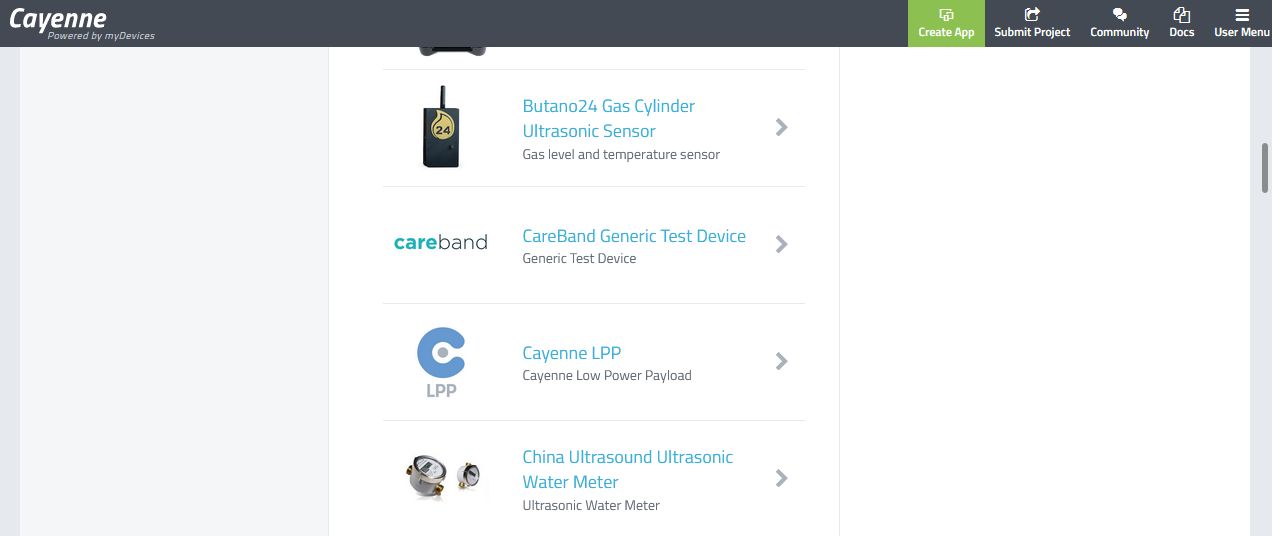 Cayenne
Powered by myDevices
Create App
Submit Project
Community
Docs
User Menu
24
Butano24 Gas Cylinder
Ultrasonic Sensor
Gas level and temperature sensor
careband
CareBand Generic Test Device
Generic Test Device
LPP
Cayenne LPP
Cayenne Low Power Payload
China Ultrasound Ultrasonic
Water Meter
Ultrasonic Water Meter